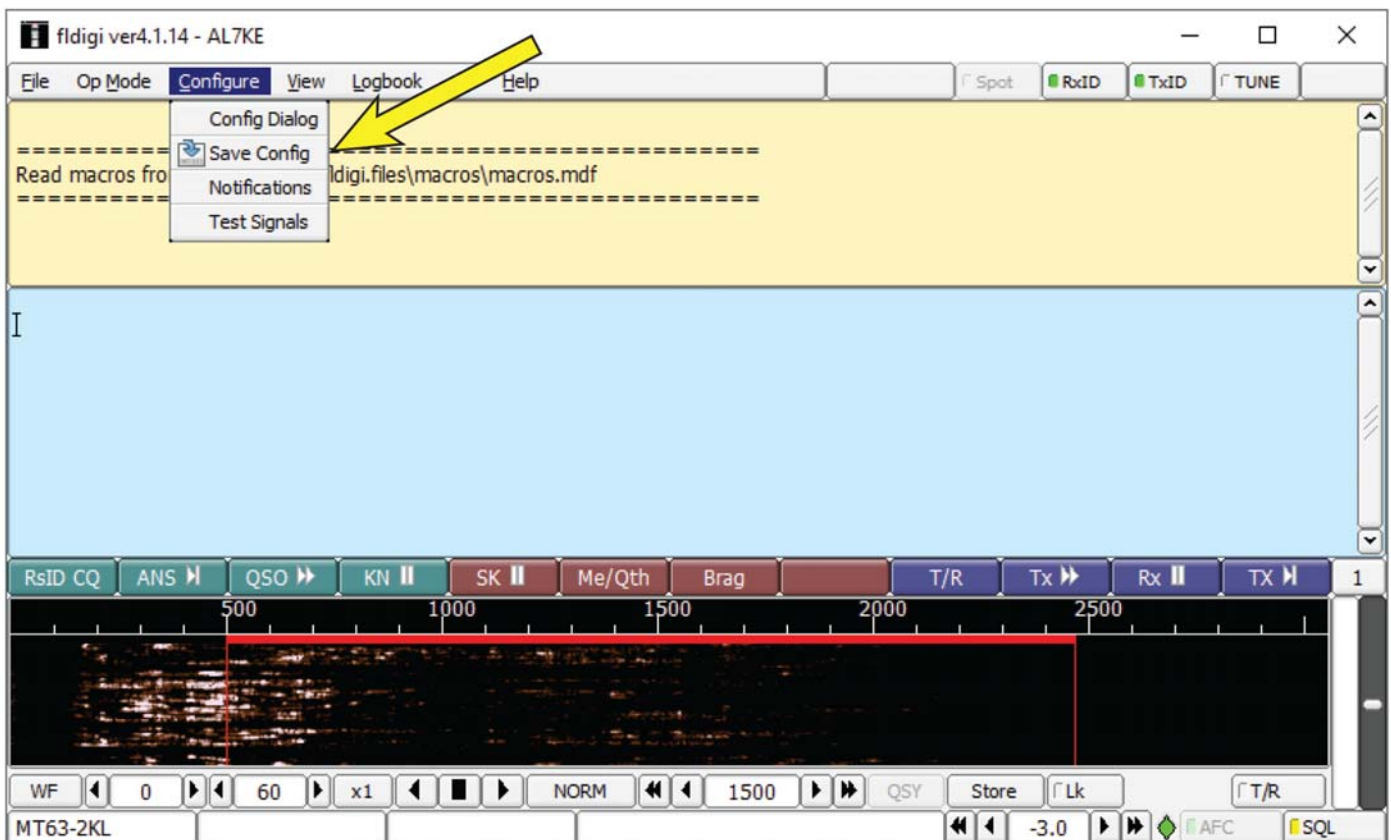 fldigi ver4.1.14 - AL7KE
File Op Mode Configure View Logbook Help Spot RxID TxID TUNE
Config Dialog
Save Config
Notifications
Test Signals
==========================================
Read macros fro ldigi.files\macros\macros.mdf
==========================================
RsID CQ ANS QSO KN SK Me/Qth Brag T/R Tx Rx TX 1
500 1000 1500 2000 2500
WF 0 60 x1 NORM 1500 QSY Store Lk T/R
MT63-2KL -3.0 AFC SQL